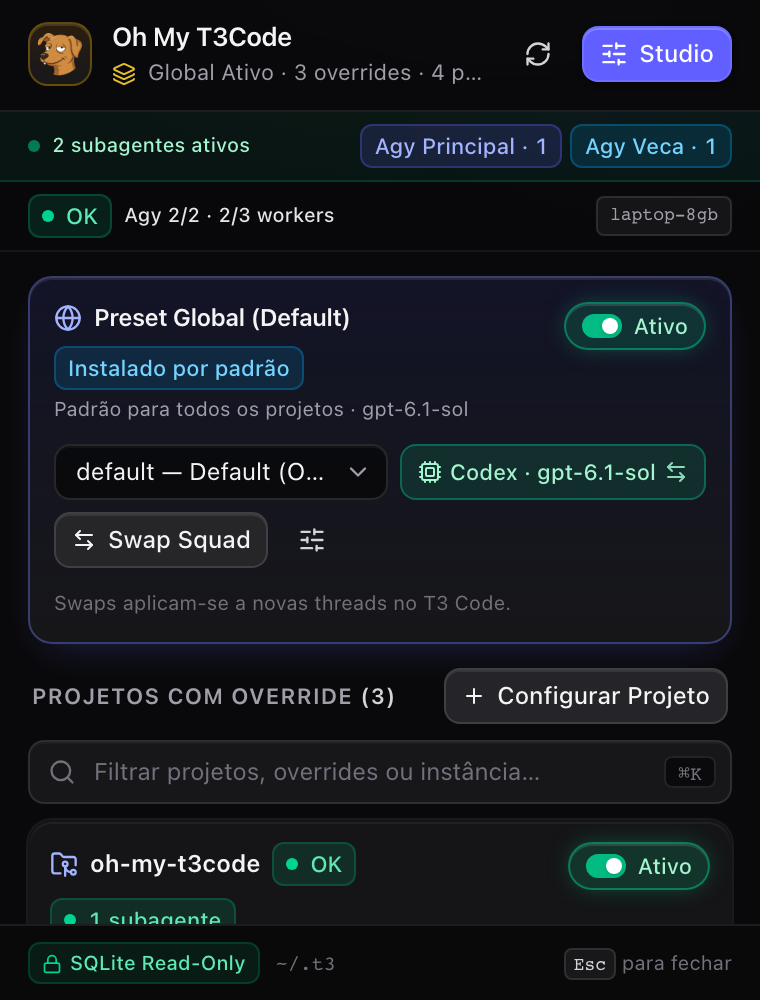 Oh My T3Code
Global Ativo · 3 overrides · 4 p...
Studio
2 subagentes ativos
Agy Principal · 1
Agy Veca · 1
OK
Agy 2/2 · 2/3 workers
laptop-8gb
Preset Global (Default)
Ativo
Instalado por padrão
Padrão para todos os projetos · gpt-6.1-sol
default — Default (O...
Codex · gpt-6.1-sol
Swap Squad
Swaps aplicam-se a novas threads no T3 Code.
PROJETOS COM OVERRIDE (3)
Configurar Projeto
Filtrar projetos, overrides ou instância...
⌘K
oh-my-t3code
OK
Ativo
1 subagente
SQLite Read-Only
~/.t3
Esc para fechar